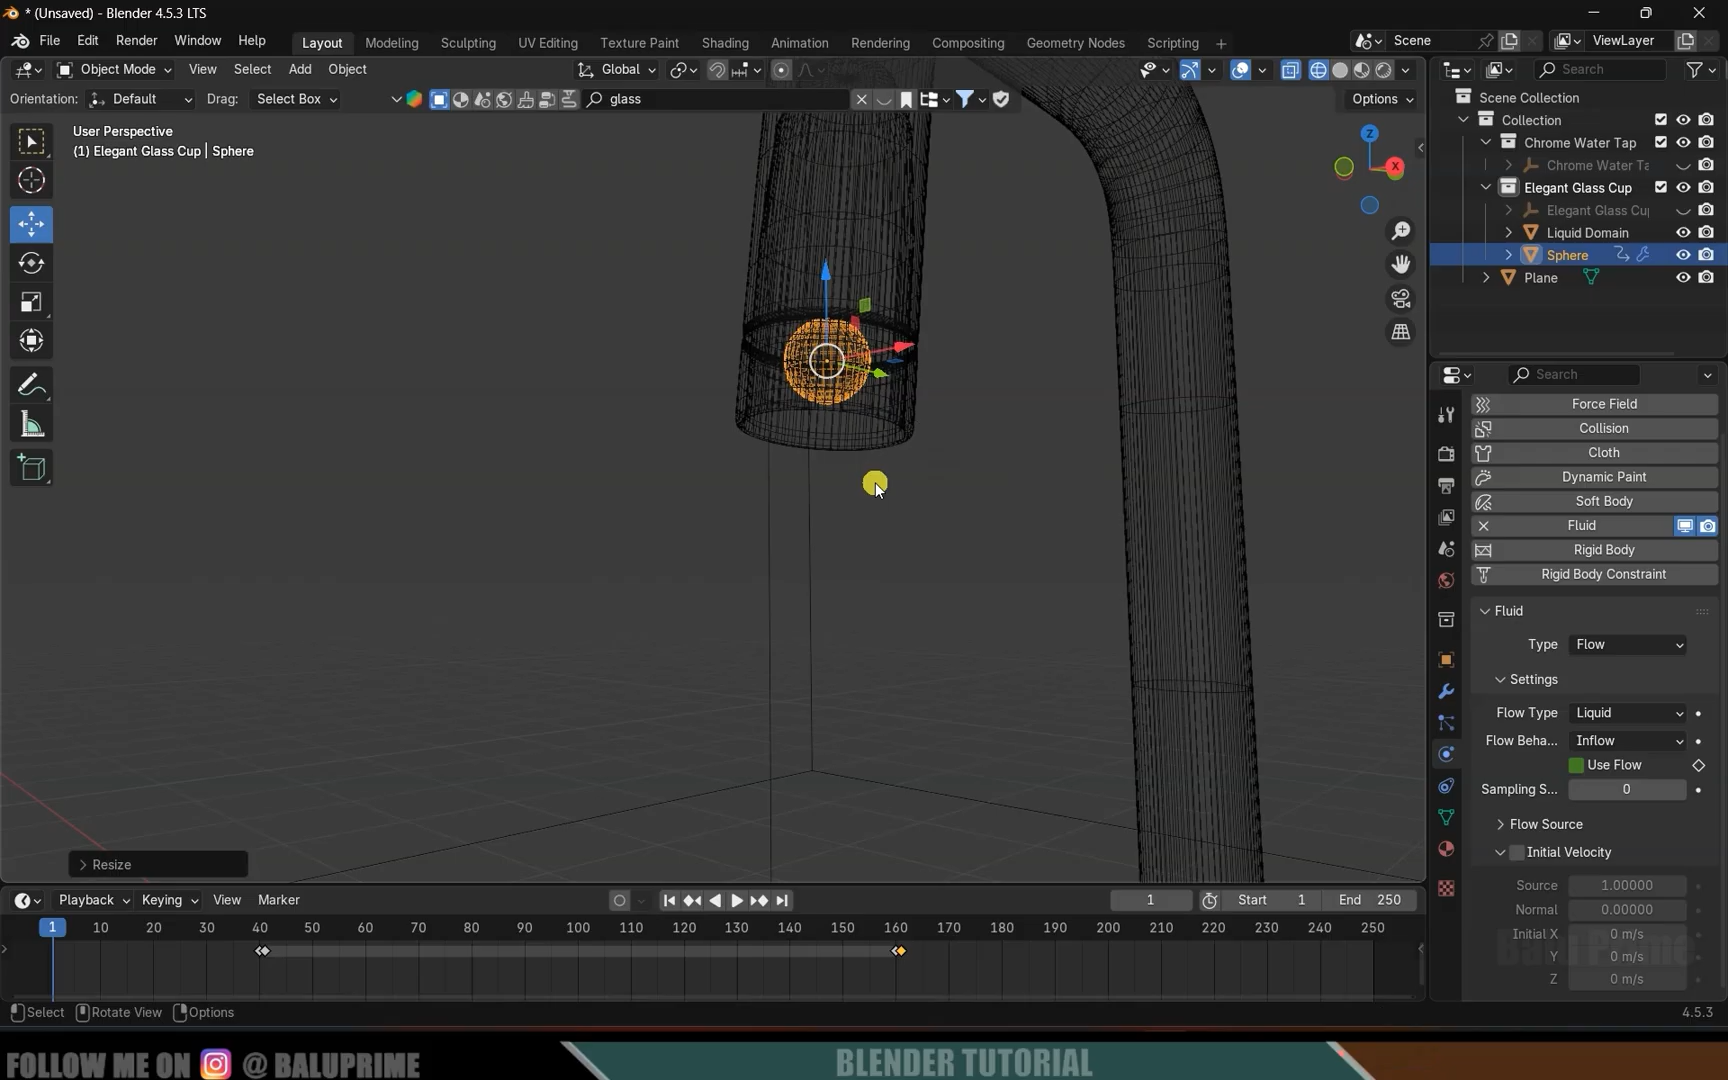 * (Unsaved) - Blender 4.5.3 LTS
File Edit Render Window Help Layout Modeling Sculpting UV Editing Texture Paint Shading Animation Rendering Compositing Geometry Nodes Scripting + Scene ViewLayer
Object Mode View Select Add Object Global Search
Orientation: Default Drag: Select Box glass Options
User Perspective
(1) Elegant Glass Cup | Sphere
Z
X
Scene Collection
Collection
Chrome Water Tap
Chrome Water Ta
Elegant Glass Cup
Elegant Glass Cu
Liquid Domain
Sphere
Plane
Search
Force Field
Collision
Cloth
Dynamic Paint
Soft Body
Fluid
Rigid Body
Rigid Body Constraint
Fluid
Type Flow
Settings
Flow Type Liquid
Flow Beha... Inflow
Use Flow
Sampling S... 0
Flow Source
Initial Velocity
Source 1.00000
Normal 0.00000
Initial X 0 m/s
Y 0 m/s
Z 0 m/s
Resize
Playback Keying View Marker 1 Start 1 End 250
1 10 20 30 40 50 60 70 80 90 100 110 120 130 140 150 160 170 180 190 200 210 220 230 240 250
Select Rotate View Options 4.5.3
FOLLOW ME ON @ BALUPRIME BLENDER TUTORIAL